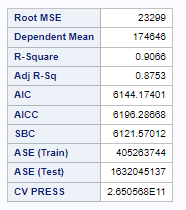 Root MSE 23299
Dependent Mean 174646
R-Square 0.9066
Adj R-Sq 0.8753
AIC 6144.17401
AICC 6196.28668
SBC 6121.57012
ASE (Train) 405263744
ASE (Test) 1632045137
CV PRESS 2.650568E11